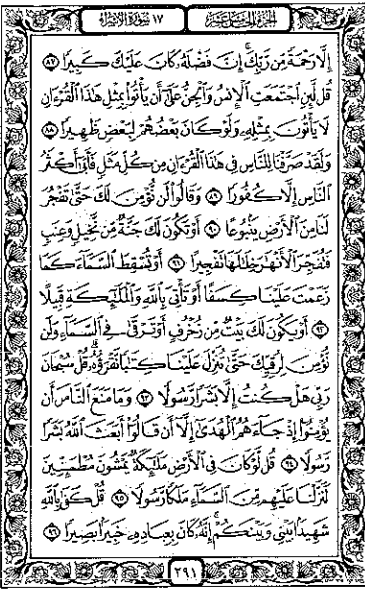 الجزء الخامس عشر
١٧ سورة الإسراء
إِلَّا رَحْمَةً مِّن رَّبِّكَ إِنَّ فَضْلَهُۥ كَانَ عَلَيْكَ كَبِيرًا ٨٧
قُل لَّئِنِ ٱجْتَمَعَتِ ٱلْإِنسُ وَٱلْجِنُّ عَلَىٰٓ أَن يَأْتُوا۟ بِمِثْلِ هَٰذَا ٱلْقُرْءَانِ
لَا يَأْتُونَ بِمِثْلِهِۦ وَلَوْ كَانَ بَعْضُهُمْ لِبَعْضٍ ظَهِيرًا ٨٨
وَلَقَدْ صَرَّفْنَا لِلنَّاسِ فِى هَٰذَا ٱلْقُرْءَانِ مِن كُلِّ مَثَلٍ فَأَبَىٰٓ أَكْثَرُ
ٱلنَّاسِ إِلَّا كُفُورًا ٨٩ وَقَالُوا۟ لَن نُّؤْمِنَ لَكَ حَتَّىٰ تَفْجُرَ
لَنَا مِنَ ٱلْأَرْضِ يَنۢبُوعًا ٩٠ أَوْ تَكُونَ لَكَ جَنَّةٌ مِّن نَّخِيلٍ وَعِنَبٍ
فَتُفَجِّرَ ٱلْأَنْهَٰرَ خِلَٰلَهَا تَفْجِيرًا ٩١ أَوْ تُسْقِطَ ٱلسَّمَآءَ كَمَا
زَعَمْتَ عَلَيْنَا كِسَفًا أَوْ تَأْتِىَ بِٱللَّهِ وَٱلْمَلَٰٓئِكَةِ قَبِيلًا
٩٢ أَوْ يَكُونَ لَكَ بَيْتٌ مِّن زُخْرُفٍ أَوْ تَرْقَىٰ فِى ٱلسَّمَآءِ وَلَن
نُّؤْمِنَ لِرُقِيِّكَ حَتَّىٰ تُنَزِّلَ عَلَيْنَا كِتَٰبًا نَّقْرَؤُهُۥ قُلْ سُبْحَانَ
رَبِّى هَلْ كُنتُ إِلَّا بَشَرًا رَّسُولًا ٩٣ وَمَا مَنَعَ ٱلنَّاسَ أَن
يُؤْمِنُوٓا۟ إِذْ جَآءَهُمُ ٱلْهُدَىٰٓ إِلَّآ أَن قَالُوٓا۟ أَبَعَثَ ٱللَّهُ بَشَرًا
رَّسُولًا ٩٤ قُل لَّوْ كَانَ فِى ٱلْأَرْضِ مَلَٰٓئِكَةٌ يَمْشُونَ مُطْمَئِنِّينَ
لَنَزَّلْنَا عَلَيْهِم مِّنَ ٱلسَّمَآءِ مَلَكًا رَّسُولًا ٩٥ قُلْ كَفَىٰ بِٱللَّهِ
شَهِيدًۢا بَيْنِى وَبَيْنَكُمْ إِنَّهُۥ كَانَ بِعِبَادِهِۦ خَبِيرًۢا بَصِيرًا ٩٦
٢٩١